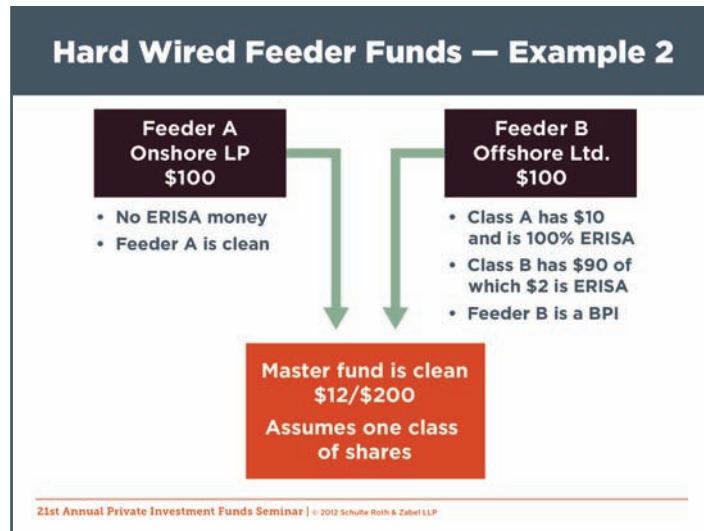 Hard Wired Feeder Funds — Example 2
Feeder A
Onshore LP
$100
• No ERISA money
• Feeder A is clean
Feeder B
Offshore Ltd.
$100
• Class A has $10
and is 100% ERISA
• Class B has $90 of
which $2 is ERISA
• Feeder B is a BPI
Master fund is clean
$12/$200
Assumes one class
of shares
21st Annual Private Investment Funds Seminar | © 2012 Schulte Roth & Zabel LLP